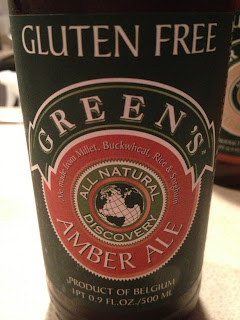 GLUTEN FREE
GREEN'S
Ale made from Millet, Buckwheat, Rice & Sorghum
ALL NATURAL
DISCOVERY
AMBER ALE
PRODUCT OF BELGIUM
1PT 0.9 FL.OZ./500 ML